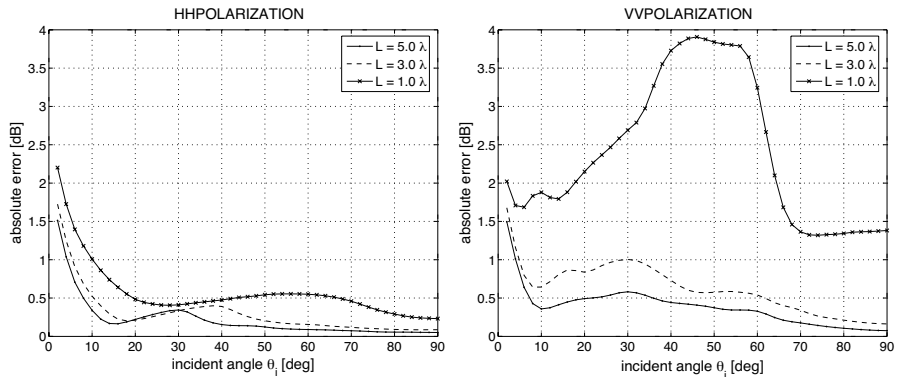 HHPOLARIZATION
4
3.5
3
2.5
2
1.5
1
0.5
0
absolute error [dB]
L = 5.0 λ
L = 3.0 λ
L = 1.0 λ
0 10 20 30 40 50 60 70 80 90
incident angle θi [deg]
VVPOLARIZATION
4
3.5
3
2.5
2
1.5
1
0.5
0
absolute error [dB]
L = 5.0 λ
L = 3.0 λ
L = 1.0 λ
0 10 20 30 40 50 60 70 80 90
incident angle θi [deg]